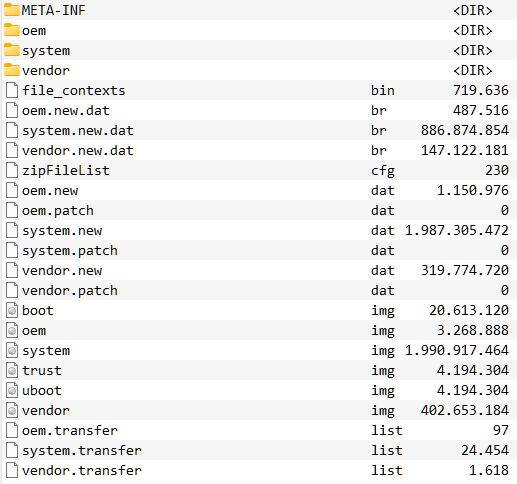 META-INF <DIR>
oem <DIR>
system <DIR>
vendor <DIR>
file_contexts bin 719.636
oem.new.dat br 487.516
system.new.dat br 886.874.854
vendor.new.dat br 147.122.181
zipFileList cfg 230
oem.new dat 1.150.976
oem.patch dat 0
system.new dat 1.987.305.472
system.patch dat 0
vendor.new dat 319.774.720
vendor.patch dat 0
boot img 20.613.120
oem img 3.268.888
system img 1.990.917.464
trust img 4.194.304
uboot img 4.194.304
vendor img 402.653.184
oem.transfer list 97
system.transfer list 24.454
vendor.transfer list 1.618